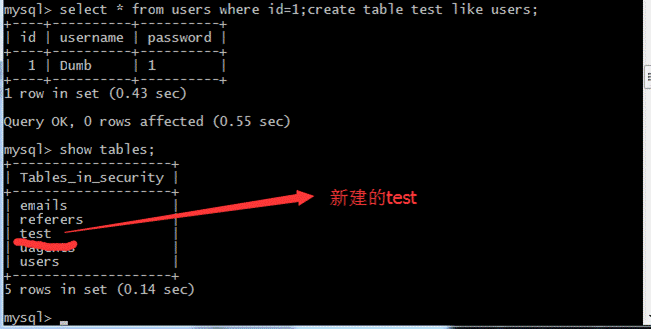 mysql> select * from users where id=1;create table test like users;
+----+----------+----------+
| id | username | password |
+----+----------+----------+
|  1 | Dumb     | 1        |
+----+----------+----------+
1 row in set (0.43 sec)
Query OK, 0 rows affected (0.55 sec)
mysql> show tables;
+--------------------+
| Tables_in_security |
+--------------------+
| emails             |
| referers           |
| test               |
新建的test
| uagents            |
| users              |
+--------------------+
5 rows in set (0.14 sec)
mysql>